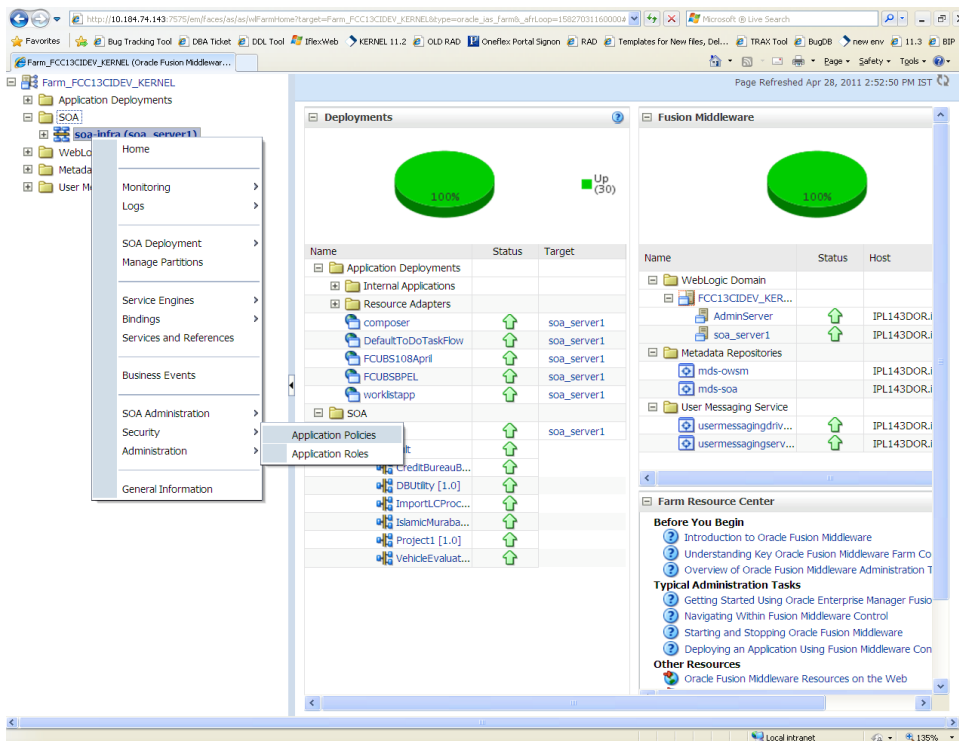 http://10.184.74.143:7575/em/faces/as/as/wlFarmHome?target=Farm_FCC13CIDEV_KERNEL&type=oracle_ias_farm&_afrLoop=15827031160000#
Microsoft ® Live Search
Favorites Bug Tracking Tool DBA Ticket DDL Tool IflexWeb KERNEL 11.2 OLD RAD Oneflex Portal Signon RAD Templates for New files, Del... TRAX Tool BugDB new env 11.3 BIP
Farm_FCC13CIDEV_KERNEL (Oracle Fusion Middlewar...
Page Safety Tools
Farm_FCC13CIDEV_KERNEL
Page Refreshed Apr 28, 2011 2:52:50 PM IST
Application Deployments
SOA
soa-infra (soa_server1)
WebLo
Metada
User M
Home
Monitoring
Logs
SOA Deployment
Manage Partitions
Service Engines
Bindings
Services and References
Business Events
SOA Administration
Security
Administration
General Information
Application Policies
Application Roles
Deployments
100%
Up
(30)
Name Status Target
Application Deployments
Internal Applications
Resource Adapters
composer soa_server1
DefaultToDoTaskFlow soa_server1
FCUBS108April soa_server1
FCUBSBPEL soa_server1
worklistapp soa_server1
SOA
soa_server1
lt
CreditBureauB...
DBUtility [1.0]
ImportLCProc...
IslamicMuraba...
Project1 [1.0]
VehicleEvaluat...
Fusion Middleware
100%
Name Status Host
WebLogic Domain
FCC13CIDEV_KER...
AdminServer IPL143DOR.i
soa_server1 IPL143DOR.i
Metadata Repositories
mds-owsm IPL143DOR.i
mds-soa IPL143DOR.i
User Messaging Service
usermessagingdriv... IPL143DOR.i
usermessagingserv... IPL143DOR.i
Farm Resource Center
Before You Begin
Introduction to Oracle Fusion Middleware
Understanding Key Oracle Fusion Middleware Farm Co
Overview of Oracle Fusion Middleware Administration T
Typical Administration Tasks
Getting Started Using Oracle Enterprise Manager Fusio
Navigating Within Fusion Middleware Control
Starting and Stopping Oracle Fusion Middleware
Deploying an Application Using Fusion Middleware Con
Other Resources
Oracle Fusion Middleware Resources on the Web
Local intranet 135%